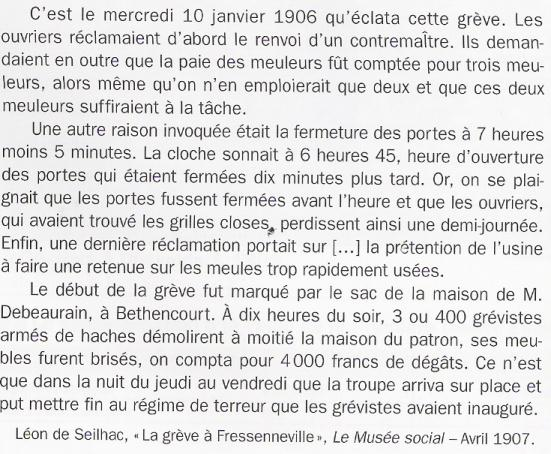 C'est le mercredi 10 janvier 1906 qu'éclata cette grève. Les
ouvriers réclamaient d'abord le renvoi d'un contremaître. Ils deman-
daient en outre que la paie des meuleurs fût comptée pour trois meu-
leurs, alors même qu'on n'en emploierait que deux et que ces deux
meuleurs suffiraient à la tâche.
Une autre raison invoquée était la fermeture des portes à 7 heures
moins 5 minutes. La cloche sonnait à 6 heures 45, heure d'ouverture
des portes qui étaient fermées dix minutes plus tard. Or, on se plai-
gnait que les portes fussent fermées avant l'heure et que les ouvriers,
qui avaient trouvé les grilles closes, perdissent ainsi une demi-journée.
Enfin, une dernière réclamation portait sur […] la prétention de l'usine
à faire une retenue sur les meules trop rapidement usées.
Le début de la grève fut marqué par le sac de la maison de M.
Debeaurain, à Bethencourt. À dix heures du soir, 3 ou 400 grévistes
armés de haches démolirent à moitié la maison du patron, ses meu-
bles furent brisés, on compta pour 4 000 francs de dégâts. Ce n'est
que dans la nuit du jeudi au vendredi que la troupe arriva sur place et
put mettre fin au régime de terreur que les grévistes avaient inauguré.
Léon de Seilhac, « La grève à Fressenneville », Le Musée social – Avril 1907.